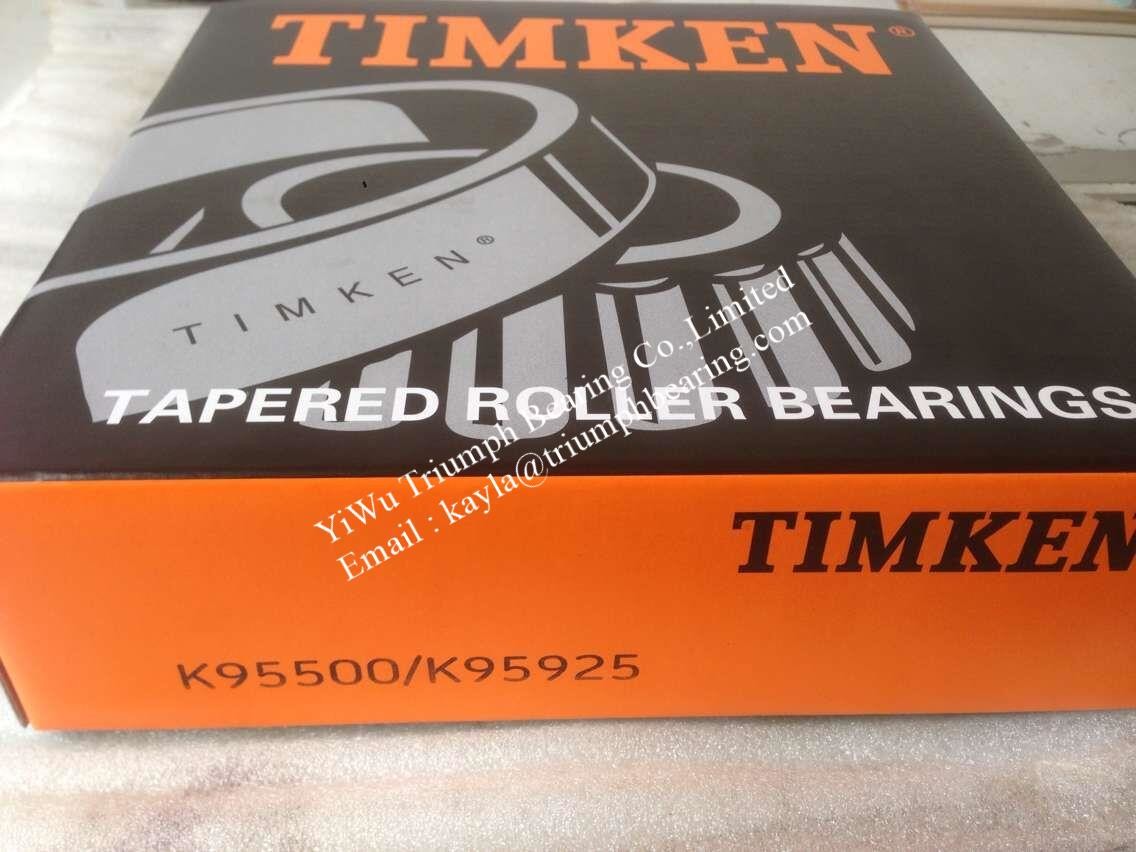 TIMKEN®
TIMKEN®
TAPERED ROLLER BEARINGS
YiWu Triumph Bearing Co.,Limited
Email : kayla@triumphbearing.com
TIMKEN
K95500/K95925